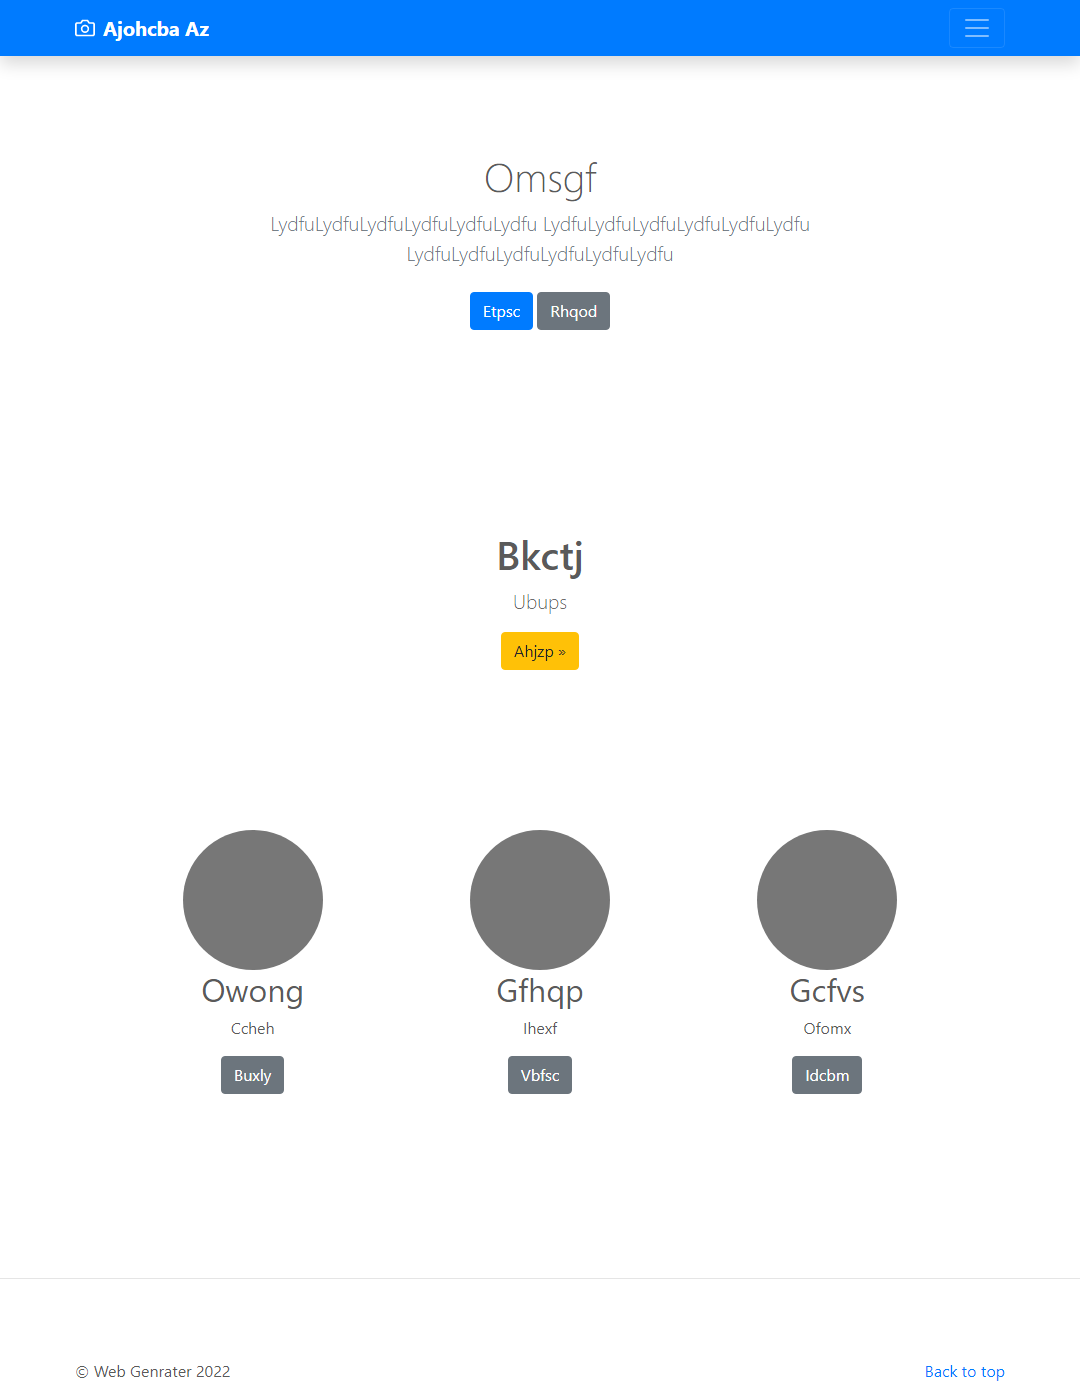 Ajohcba Az
Omsgf
LydfuLydfuLydfuLydfuLydfuLydfu LydfuLydfuLydfuLydfuLydfuLydfu
LydfuLydfuLydfuLydfuLydfuLydfu
Etpsc Rhqod
Bkctj
Ubups
Ahjzp »
Owong Gfhqp Gcfvs
Ccheh Ihexf Ofomx
Buxly Vbfsc Idcbm
© Web Genrater 2022 Back to top